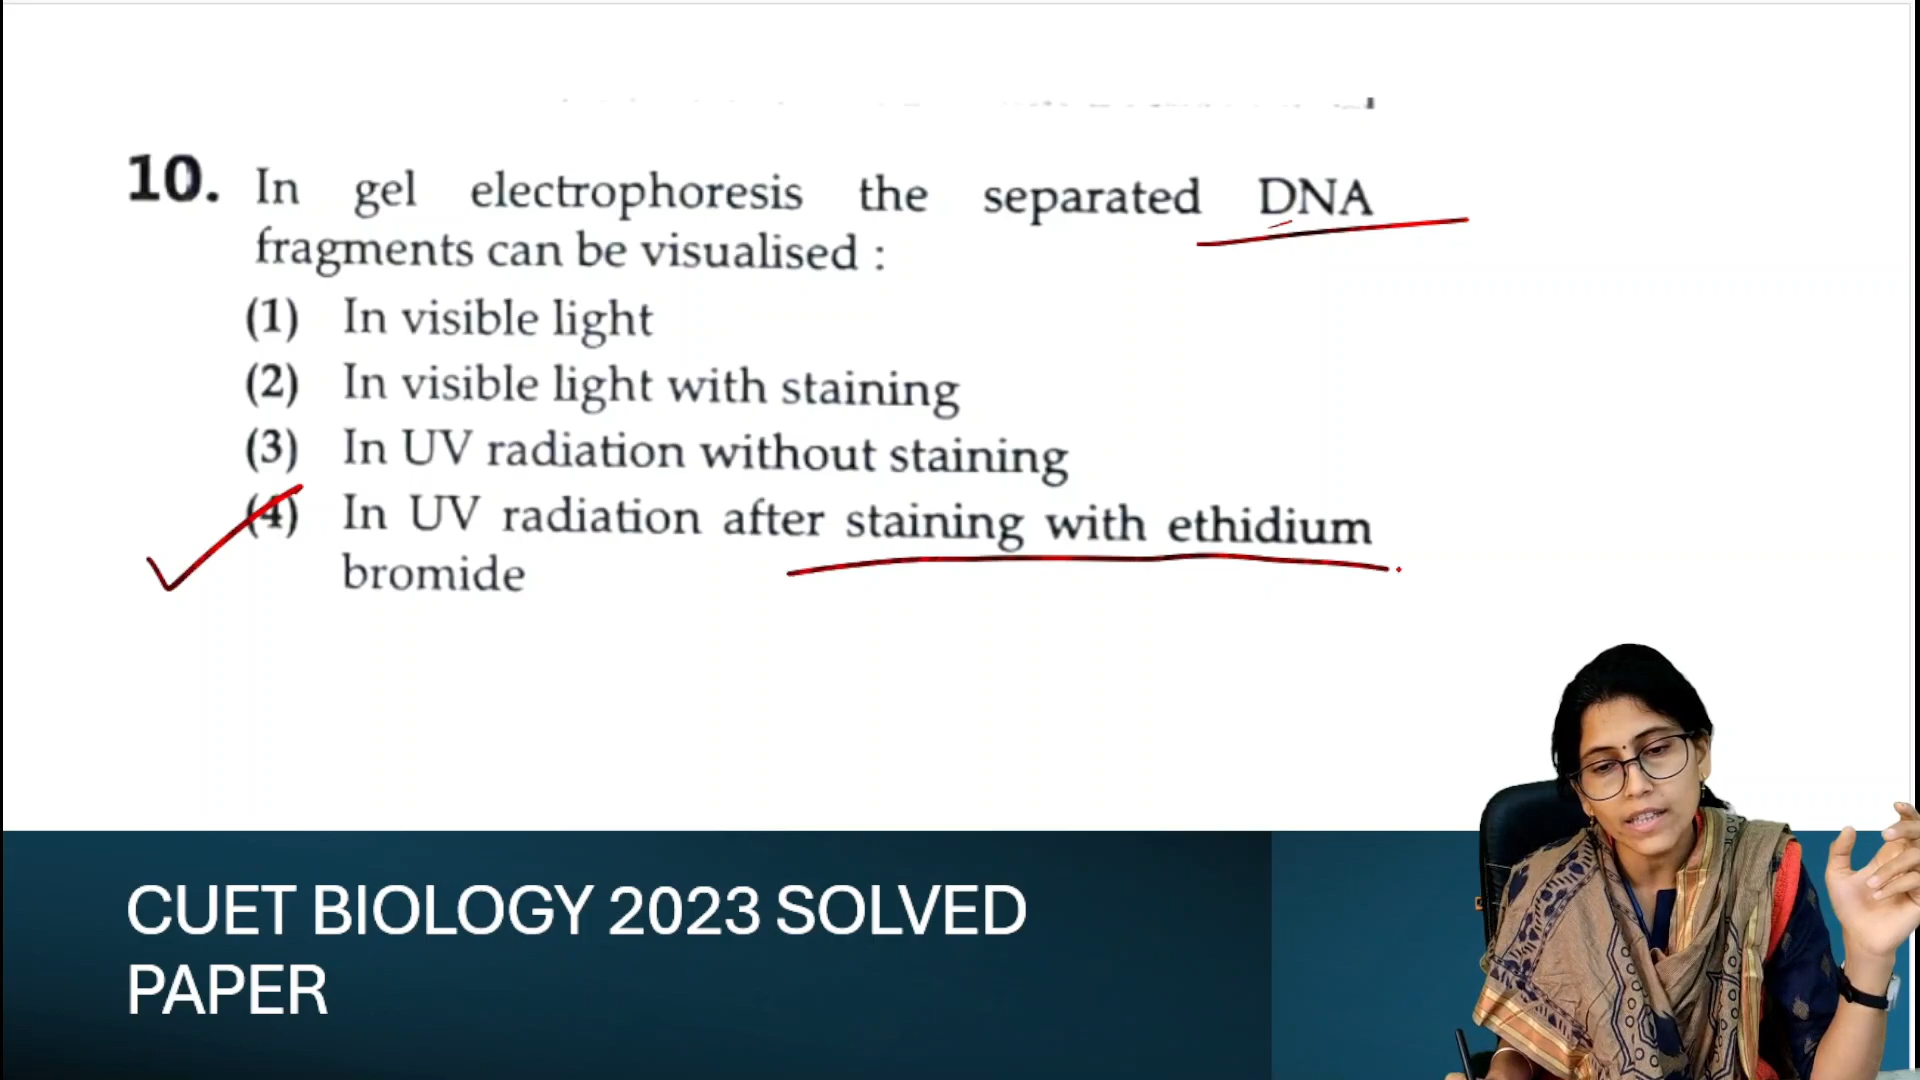 10. In gel electrophoresis the separated DNA
fragments can be visualised :
(1) In visible light
(2) In visible light with staining
(3) In UV radiation without staining
(4) In UV radiation after staining with ethidium
bromide
CUET BIOLOGY 2023 SOLVED
PAPER